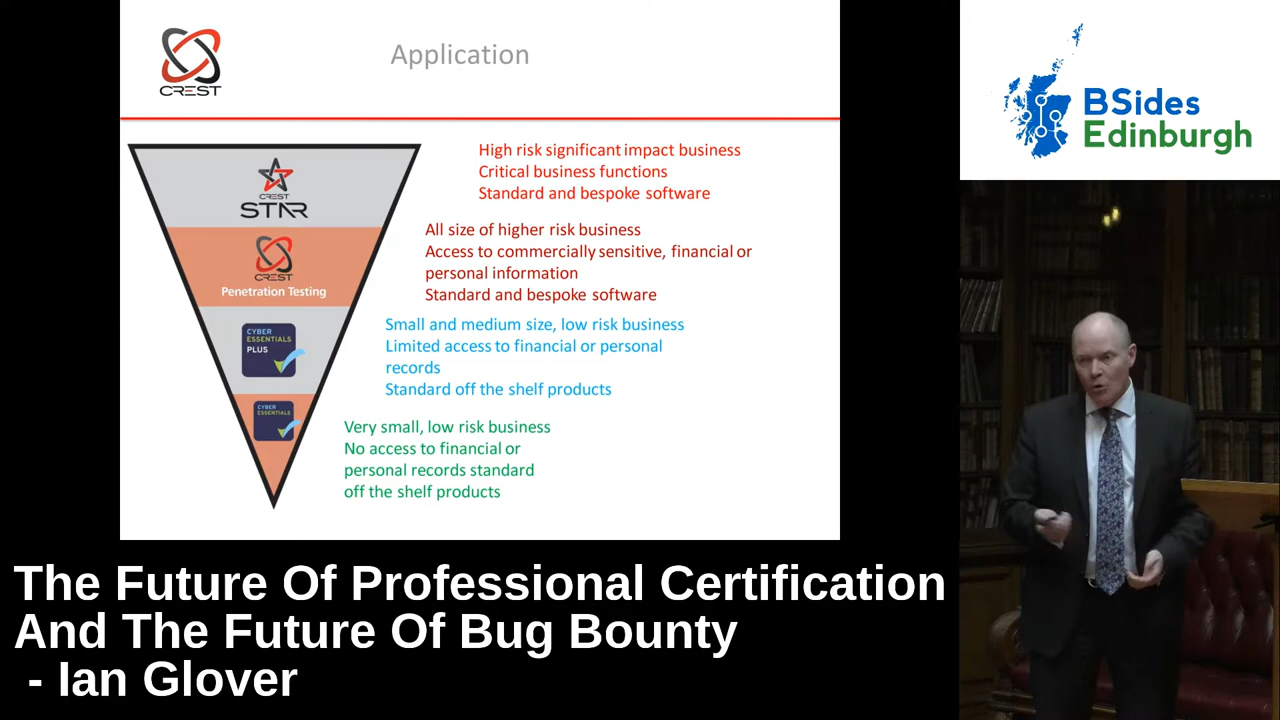 CREST
Application
BSides
Edinburgh
CREST
STAR
High risk significant impact business
Critical business functions
Standard and bespoke software
CREST
Penetration Testing
All size of higher risk business
Access to commercially sensitive, financial or
personal information
Standard and bespoke software
CYBER
ESSENTIALS
PLUS
Small and medium size, low risk business
Limited access to financial or personal
records
Standard off the shelf products
CYBER
ESSENTIALS
Very small, low risk business
No access to financial or
personal records standard
off the shelf products
The Future Of Professional Certification
And The Future Of Bug Bounty
- Ian Glover